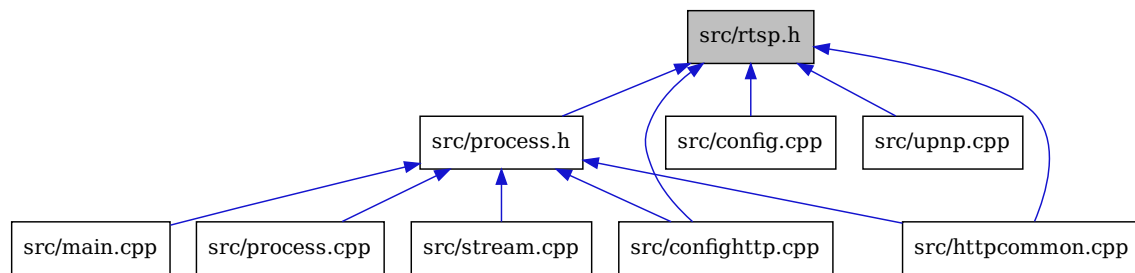 src/rtsp.h
src/process.h
src/config.cpp
src/upnp.cpp
src/main.cpp
src/process.cpp
src/stream.cpp
src/confighttp.cpp
src/httpcommon.cpp